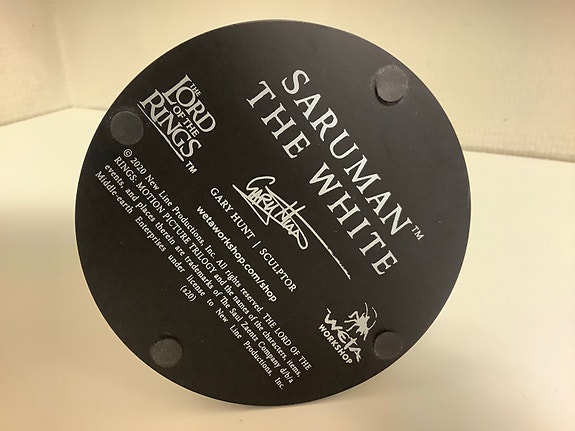 THE
LORD
OF THE
RINGS™
SARUMAN™
THE WHITE
Gary Hunt
GARY HUNT | SCULPTOR
wetaworkshop.com/shop
© 2020 New Line Productions, Inc. All rights reserved. THE LORD OF THE
RINGS: MOTION PICTURE TRILOGY and the names of the characters, items,
events, and places therein are trademarks of The Saul Zaentz Company d/b/a
Middle-earth Enterprises under license to New Line Productions, Inc.
(s20)
WETA
WORKSHOP